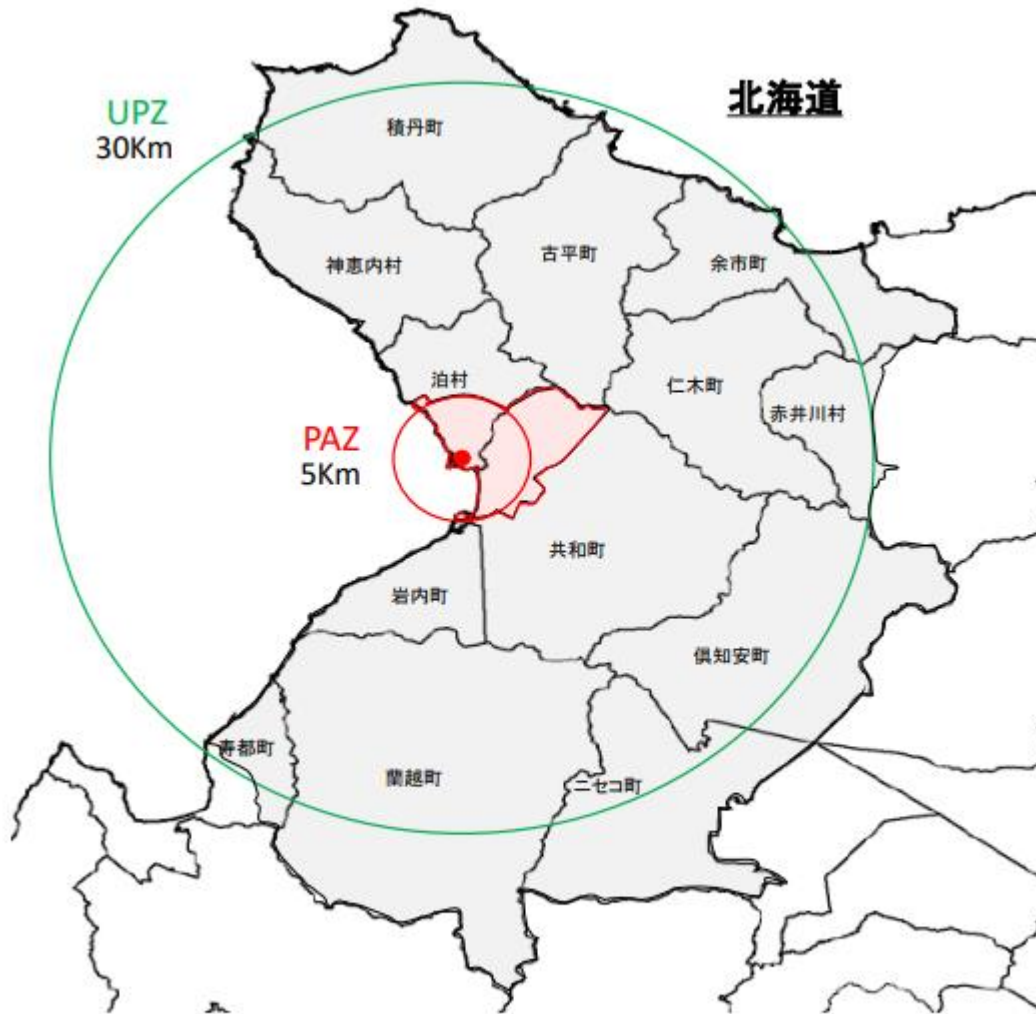 北海道
UPZ
30Km
積丹町
神恵内村
古平町
余市町
泊村
仁木町
赤井川村
PAZ
5Km
共和町
岩内町
倶知安町
寿都町
蘭越町
ニセコ町